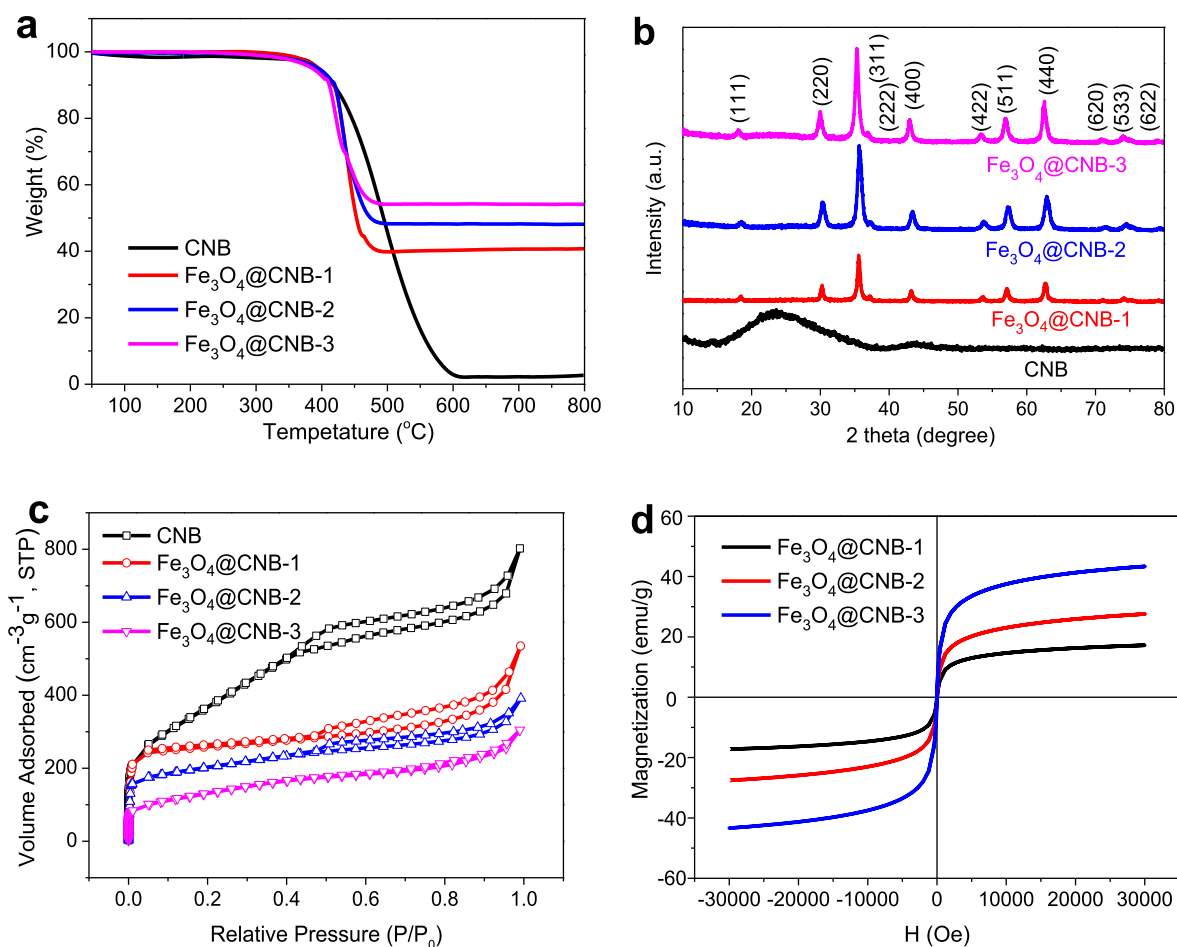 a
100
80
60
40
20
0
Weight (%)
CNB
Fe₃O₄@CNB-1
Fe₃O₄@CNB-2
Fe₃O₄@CNB-3
100 200 300 400 500 600 700 800
Tempetature (°C)
b
Intensity (a.u.)
(111)
(220)
(311)
(222)
(400)
(422)
(511)
(440)
(620)
(533)
(622)
Fe₃O₄@CNB-3
Fe₃O₄@CNB-2
Fe₃O₄@CNB-1
CNB
10 20 30 40 50 60 70 80
2 theta (degree)
c
800
600
400
200
0
Volume Adsorbed (cm⁻³g⁻¹, STP)
CNB
Fe₃O₄@CNB-1
Fe₃O₄@CNB-2
Fe₃O₄@CNB-3
0.0 0.2 0.4 0.6 0.8 1.0
Relative Pressure (P/P₀)
d
60
40
20
0
-20
-40
-60
Magnetization (emu/g)
Fe₃O₄@CNB-1
Fe₃O₄@CNB-2
Fe₃O₄@CNB-3
-30000 -20000 -10000 0 10000 20000 30000
H (Oe)